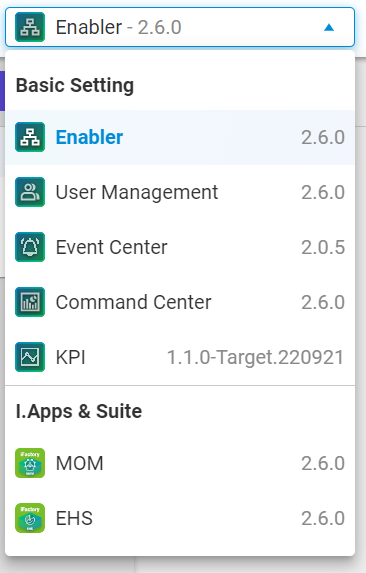 Enabler - 2.6.0
Basic Setting
Enabler 2.6.0
User Management 2.6.0
Event Center 2.0.5
Command Center 2.6.0
KPI 1.1.0-Target.220921
I.Apps & Suite
iFactory
MOM 2.6.0
iFactory
EHS 2.6.0